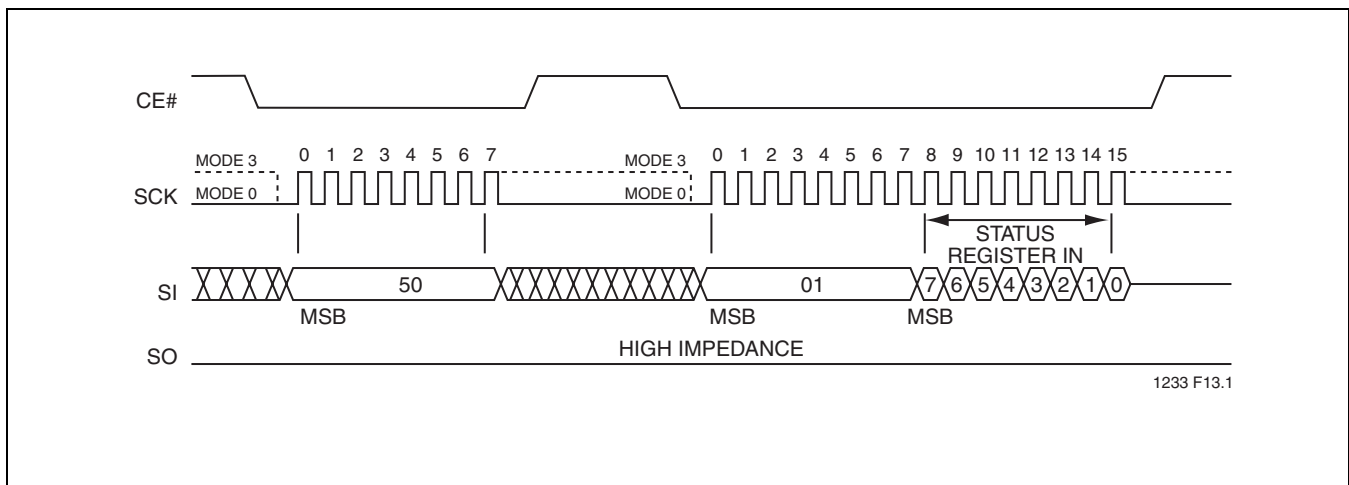 CE#
MODE 3 0 1 2 3 4 5 6 7 MODE 3 0 1 2 3 4 5 6 7 8 9 10 11 12 13 14 15
SCK MODE 0 MODE 0
STATUS
REGISTER IN
SI 50 01 7 6 5 4 3 2 1 0
MSB MSB MSB
SO HIGH IMPEDANCE
1233 F13.1